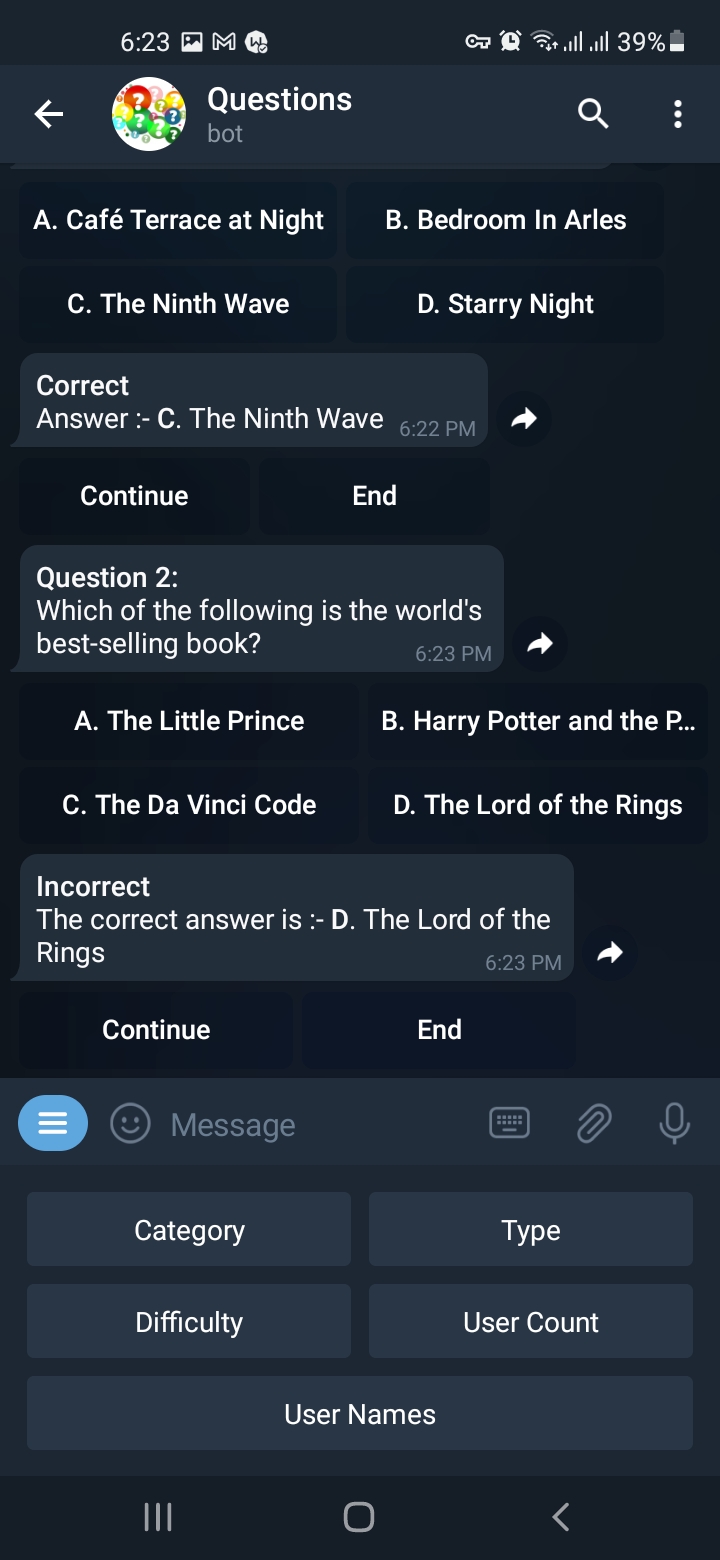 6:23 39%
Questions
bot
A. Café Terrace at Night B. Bedroom In Arles
C. The Ninth Wave D. Starry Night
Correct
Answer :- C. The Ninth Wave 6:22 PM
Continue End
Question 2:
Which of the following is the world's
best-selling book? 6:23 PM
A. The Little Prince B. Harry Potter and the P...
C. The Da Vinci Code D. The Lord of the Rings
Incorrect
The correct answer is :- D. The Lord of the
Rings 6:23 PM
Continue End
Message
Category Type
Difficulty User Count
User Names